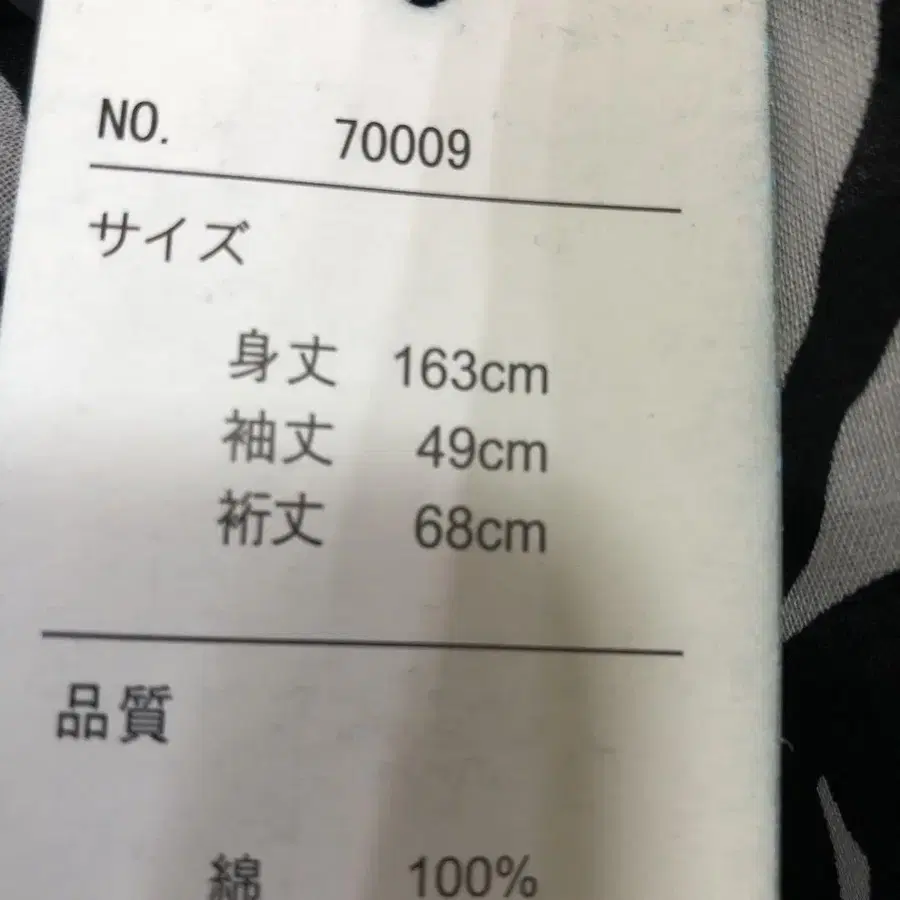 NO. 70009
サイズ
身丈 163cm
袖丈 49cm
裄丈 68cm
品質
綿 100%